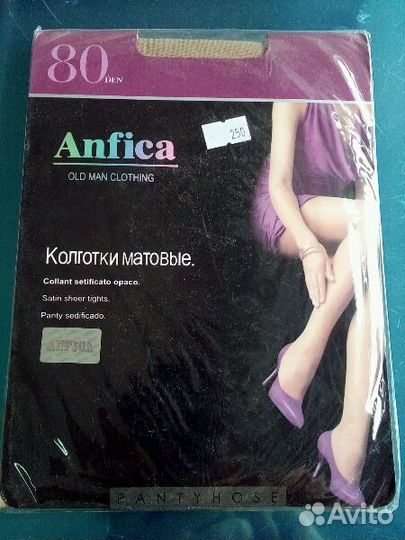 80 DEN
250
Anfica
OLD MAN CLOTHING
Колготки матовые.
Collant setificato opaco.
Satin sheer tights.
Panty sedificado.
ANFICA
PANTYHOSE
Avito